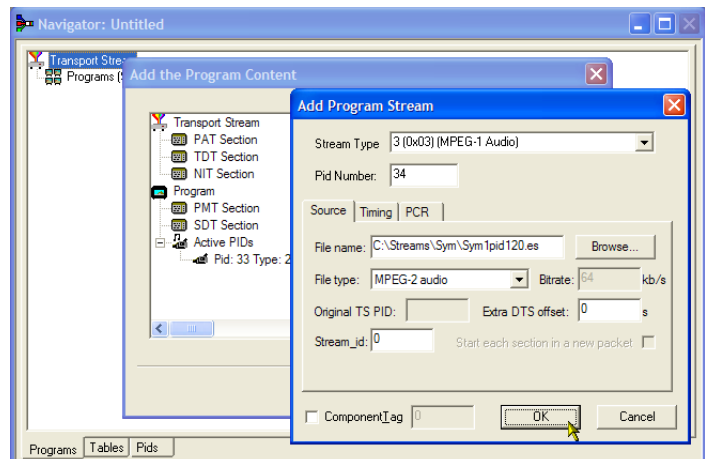 Navigator: Untitled
Transport Stre
Programs (
Add the Program Content
Transport Stream
PAT Section
TDT Section
NIT Section
Program
PMT Section
SDT Section
Active PIDs
Pid: 33 Type: 2
Add Program Stream
Stream Type 3 (0x03) (MPEG-1 Audio)
Pid Number: 34
Source Timing PCR
File name: C:\Streams\Sym\Sym1pid120.es Browse...
File type: MPEG-2 audio Bitrate: 64 kb/s
Original TS PID: Extra DTS offset: 0 s
Stream_id: 0 Start each section in a new packet
ComponentTag 0 OK Cancel
Programs Tables Pids